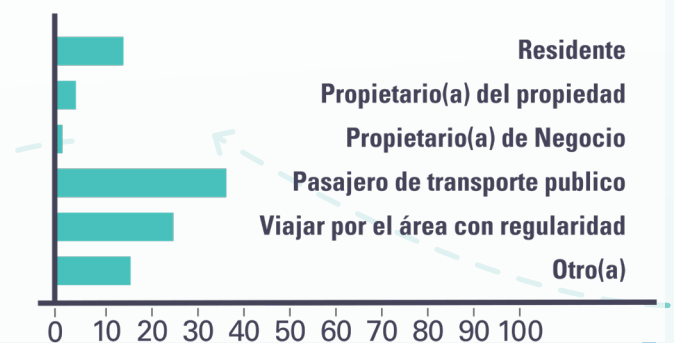 Residente
Propietario(a) del propiedad
Propietario(a) de Negocio
Pasajero de transporte publico
Viajar por el área con regularidad
Otro(a)
0 10 20 30 40 50 60 70 80 90 100